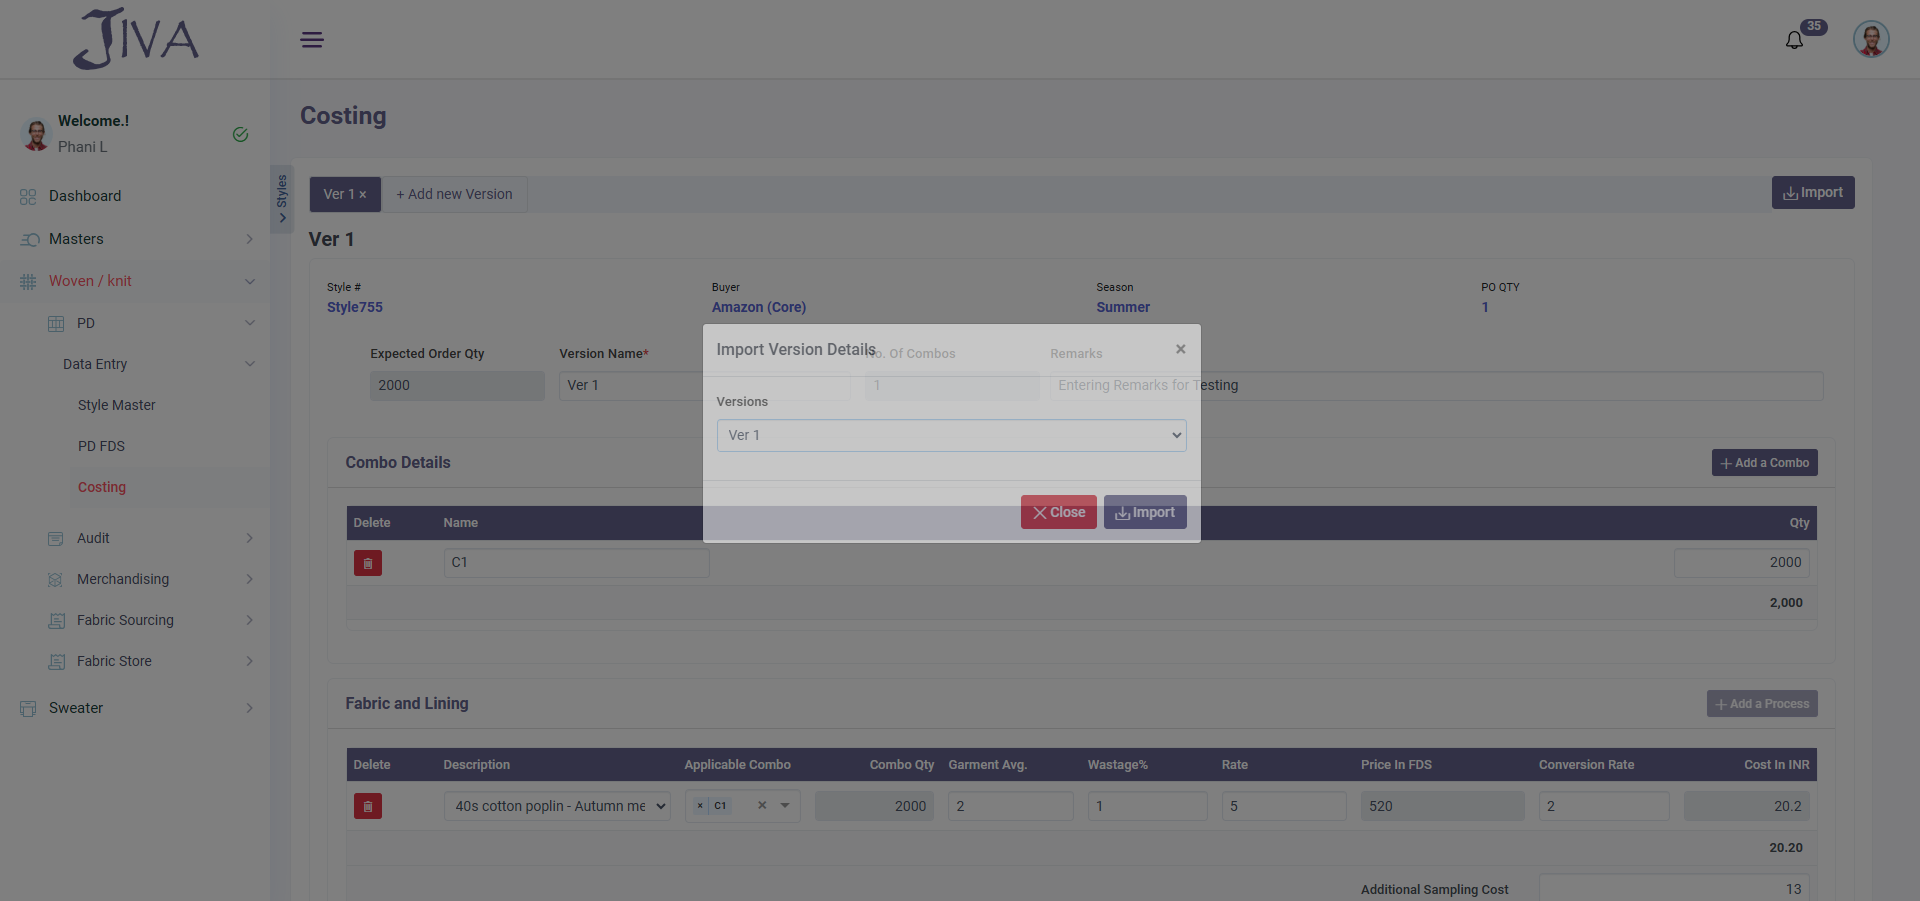 JIVA
35
Welcome.!
Phani L
Dashboard
Masters
Woven / knit
PD
Data Entry
Style Master
PD FDS
Costing
Audit
Merchandising
Fabric Sourcing
Fabric Store
Sweater
Styles
Costing
Ver 1 × + Add new Version Import
Ver 1
Style # Buyer Season PO QTY
Style755 Amazon (Core) Summer 1
Expected Order Qty Version Name* No. Of Combos Remarks
2000 Ver 1 1 Entering Remarks for Testing
Import Version Details ×
Versions
Ver 1
Close Import
Combo Details + Add a Combo
Delete Name Qty
C1 2000
2,000
Fabric and Lining + Add a Process
Delete Description Applicable Combo Combo Qty Garment Avg. Wastage% Rate Price In FDS Conversion Rate Cost In INR
40s cotton poplin - Autumn me × C1 × 2000 2 1 5 520 2 20.2
20.20
Additional Sampling Cost 13